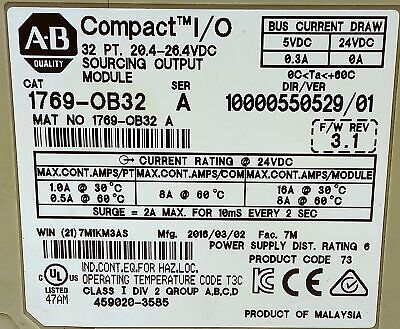 A-B
QUALITY
Compact™ I/O
32 PT. 20.4-26.4VDC
SOURCING OUTPUT
MODULE
BUS CURRENT DRAW
5VDC 24VDC
0.3A 0A
0C<Ta<+60C
CAT SER DIR/VER
1769-OB32 A 10000550529/01
MAT NO 1769-OB32 A
F/W REV
3.1
CURRENT RATING @ 24VDC
MAX.CONT.AMPS/PT MAX.CONT.AMPS/COM MAX.CONT.AMPS/MODULE
1.0A @ 30°C 8A @ 60°C 16A @ 30°C
0.5A @ 60°C 8A @ 60°C
SURGE = 2A MAX. FOR 10mS EVERY 2 SEC
WIN (21) 7M1KM3AS Mfg. 2016/03/02 Fac. 7M
POWER SUPPLY DIST. RATING 6
PRODUCT CODE 73
c UL US
LISTED
47AM
IND.CONT.EQ.FOR HAZ.LOC.
OPERATING TEMPERATURE CODE T3C
CLASS I DIV 2 GROUP A,B,C,D
459020-3585
CE
PRODUCT OF MALAYSIA